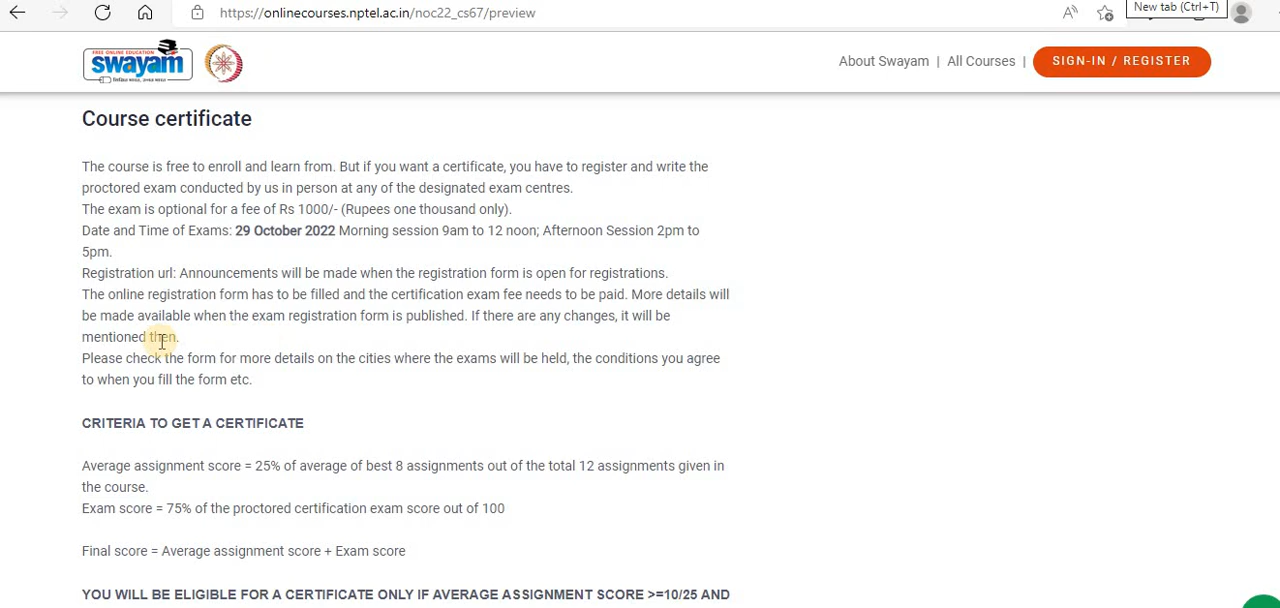 New tab (Ctrl+T)
https://onlinecourses.nptel.ac.in/noc22_cs67/preview
FREE ONLINE EDUCATION
swayam
About Swayam | All Courses | SIGN-IN / REGISTER
Course certificate
The course is free to enroll and learn from. But if you want a certificate, you have to register and write the
proctored exam conducted by us in person at any of the designated exam centres.
The exam is optional for a fee of Rs 1000/- (Rupees one thousand only).
Date and Time of Exams: 29 October 2022 Morning session 9am to 12 noon; Afternoon Session 2pm to
5pm.
Registration url: Announcements will be made when the registration form is open for registrations.
The online registration form has to be filled and the certification exam fee needs to be paid. More details will
be made available when the exam registration form is published. If there are any changes, it will be
mentioned then.
Please check the form for more details on the cities where the exams will be held, the conditions you agree
to when you fill the form etc.
CRITERIA TO GET A CERTIFICATE
Average assignment score = 25% of average of best 8 assignments out of the total 12 assignments given in
the course.
Exam score = 75% of the proctored certification exam score out of 100
Final score = Average assignment score + Exam score
YOU WILL BE ELIGIBLE FOR A CERTIFICATE ONLY IF AVERAGE ASSIGNMENT SCORE >=10/25 AND